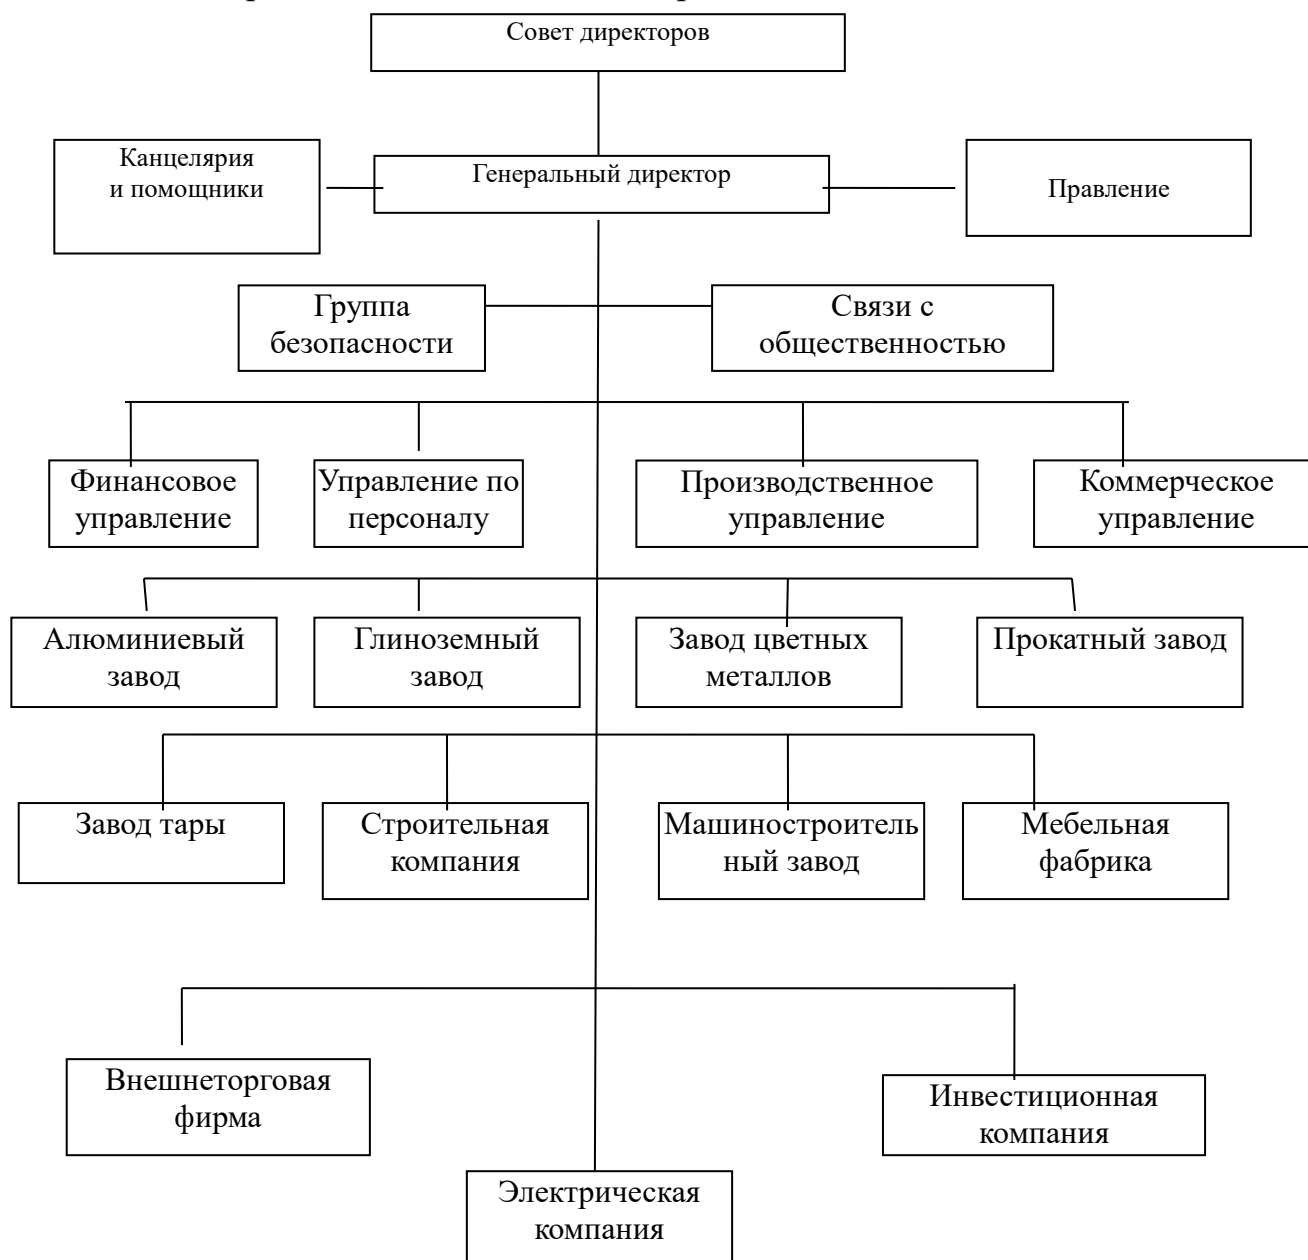 Совет директоров
Канцелярия
и помощники
Генеральный директор
Правление
Группа
безопасности
Связи с
общественностью
Финансовое
управление
Управление по
персоналу
Производственное
управление
Коммерческое
управление
Алюминиевый
завод
Глиноземный
завод
Завод цветных
металлов
Прокатный завод
Завод тары
Строительная
компания
Машиностроитель
ный завод
Мебельная
фабрика
Внешнеторговая
фирма
Инвестиционная
компания
Электрическая
компания